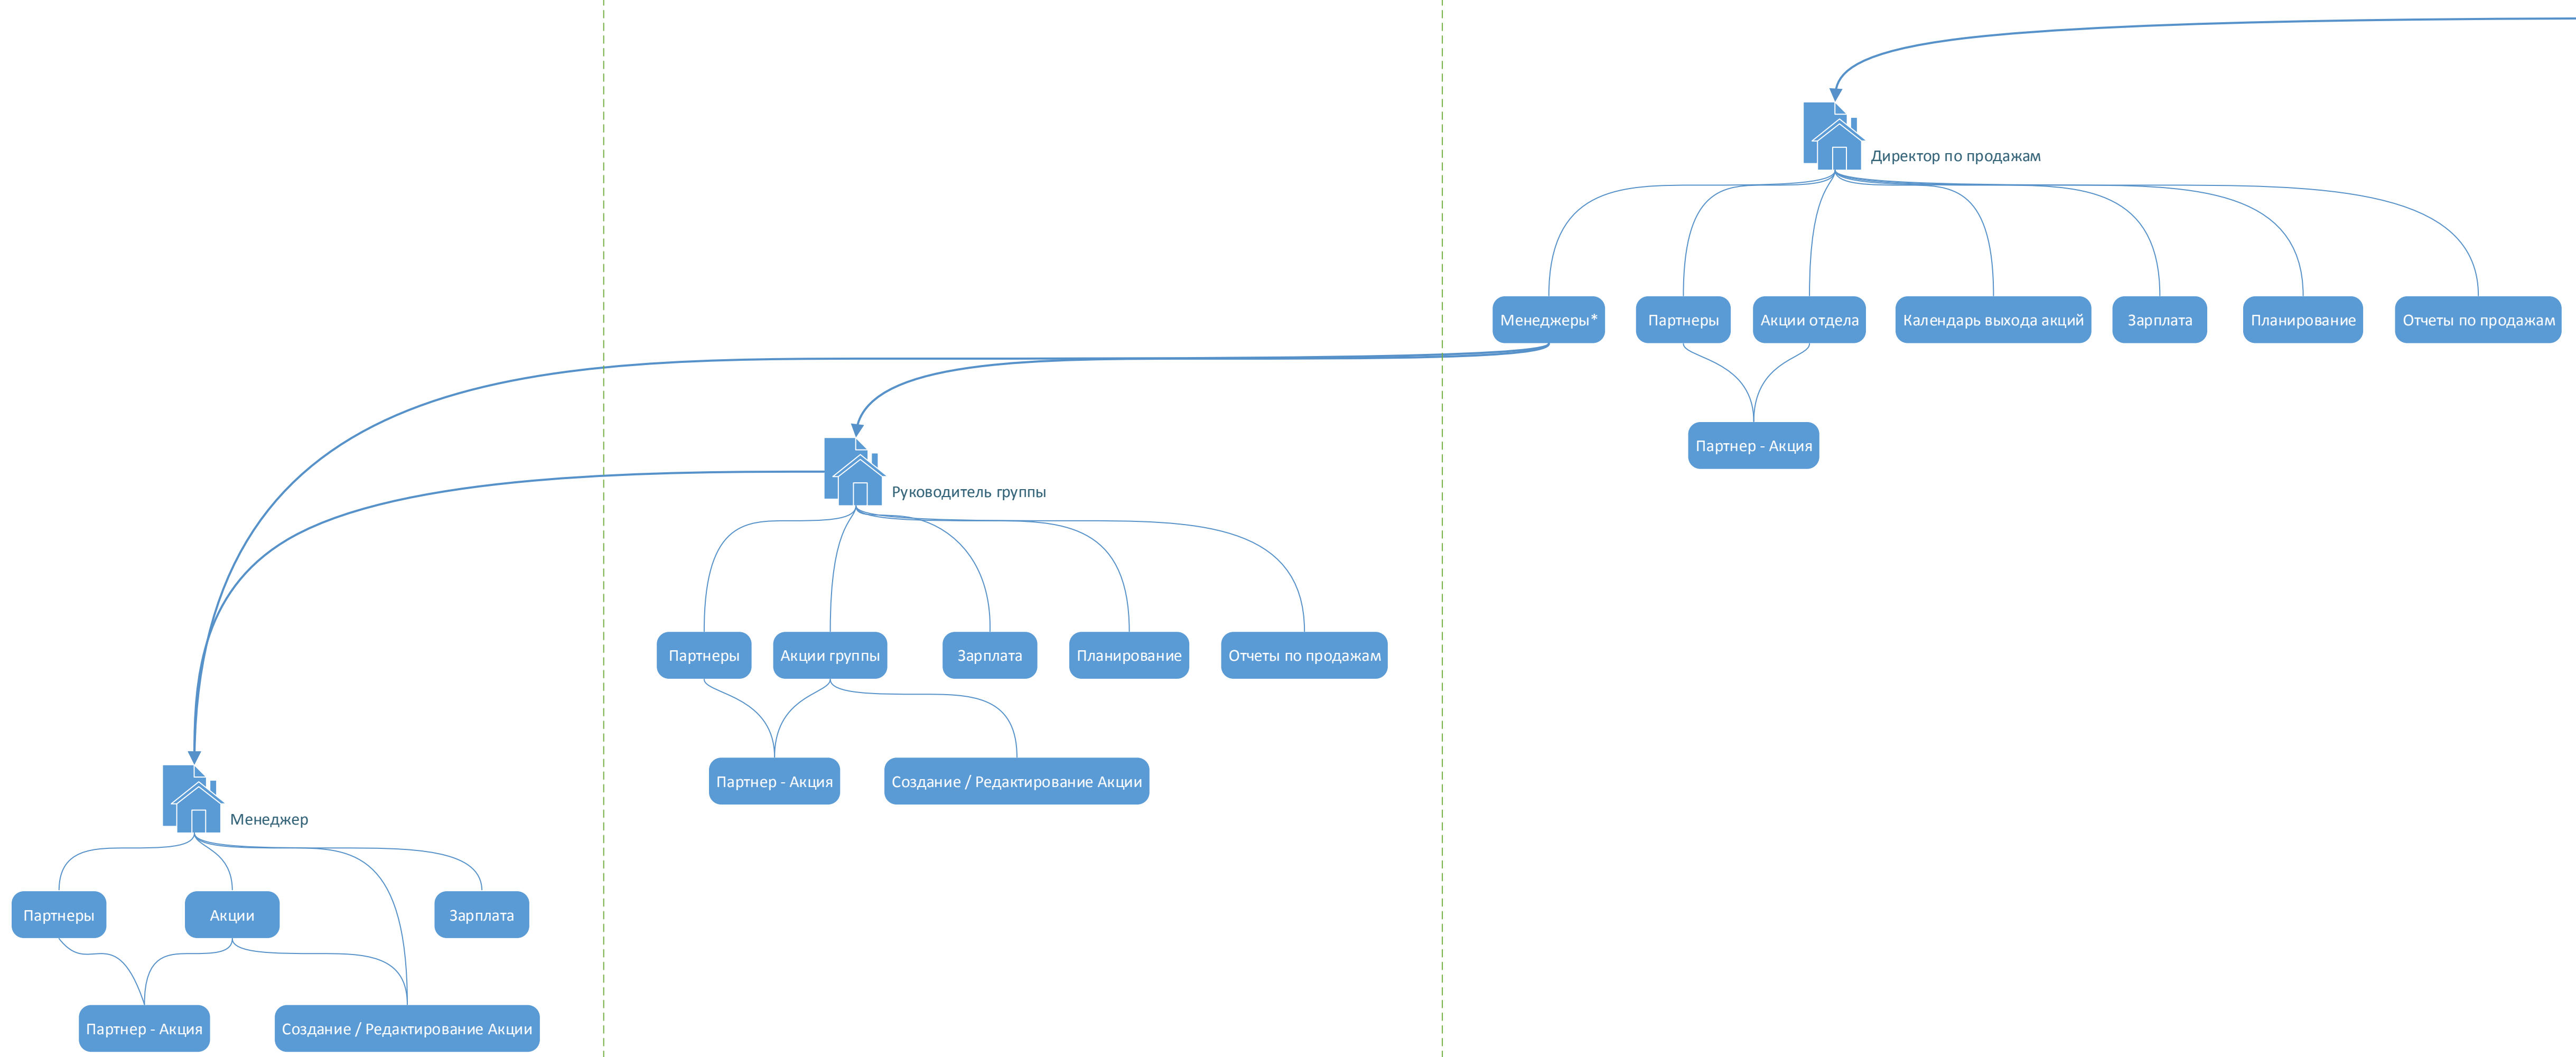 Директор по продажам
Менеджеры*
Партнеры
Акции отдела
Календарь выхода акций
Зарплата
Планирование
Отчеты по продажам
Партнер - Акция
Руководитель группы
Партнеры
Акции группы
Зарплата
Планирование
Отчеты по продажам
Партнер - Акция
Создание / Редактирование Акции
Менеджер
Партнеры
Акции
Зарплата
Партнер - Акция
Создание / Редактирование Акции